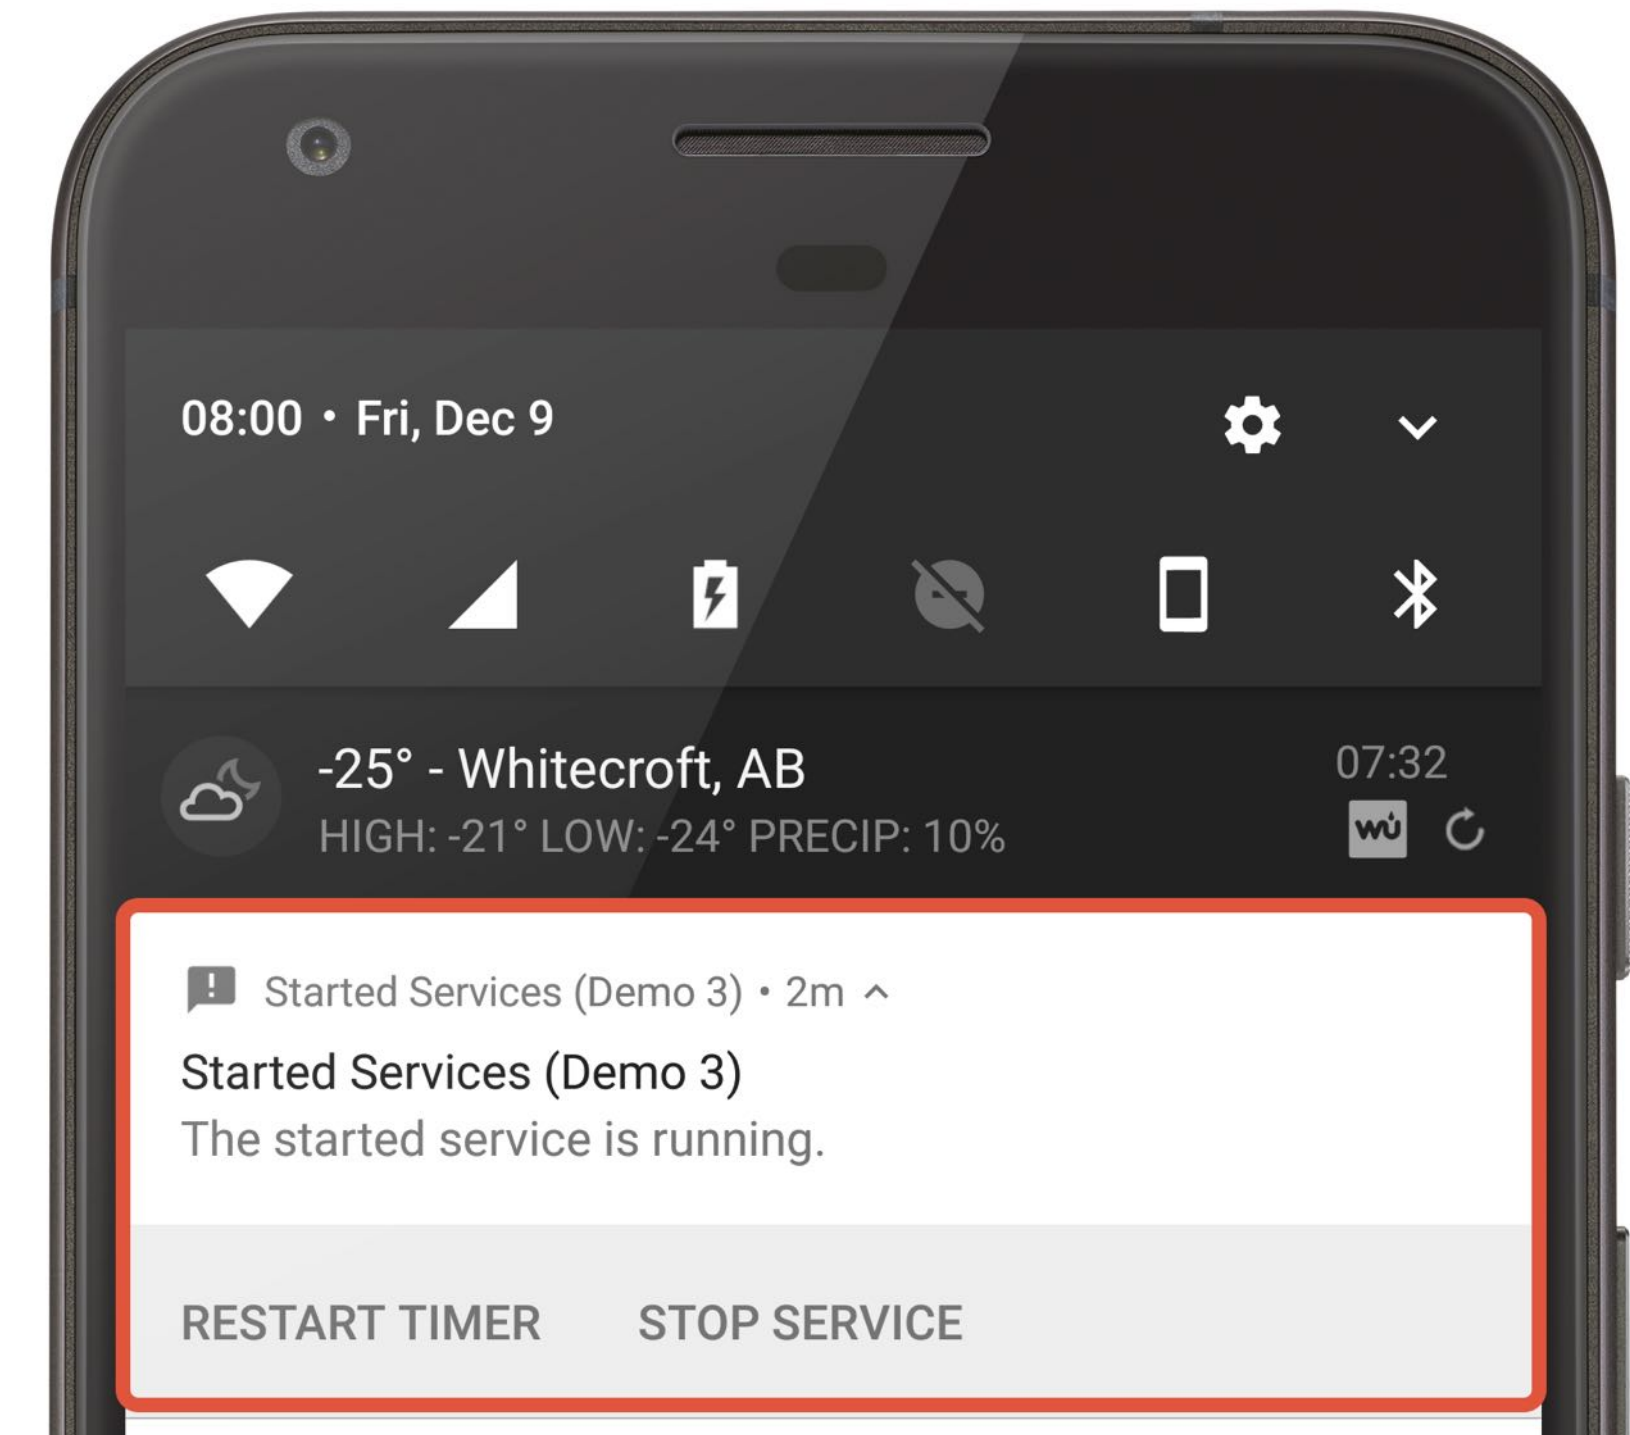 08:00 • Fri, Dec 9
-25° - Whitecroft, AB
07:32
HIGH: -21° LOW: -24° PRECIP: 10%
wu
Started Services (Demo 3) • 2m
Started Services (Demo 3)
The started service is running.
RESTART TIMER STOP SERVICE